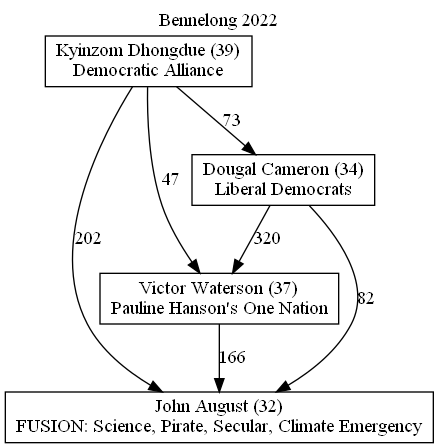 Bennelong 2022
Kyinzom Dhongdue (39)
Democratic Alliance
73
Dougal Cameron (34)
Liberal Democrats
47
202
320
82
Victor Waterson (37)
Pauline Hanson's One Nation
166
John August (32)
FUSION: Science, Pirate, Secular, Climate Emergency